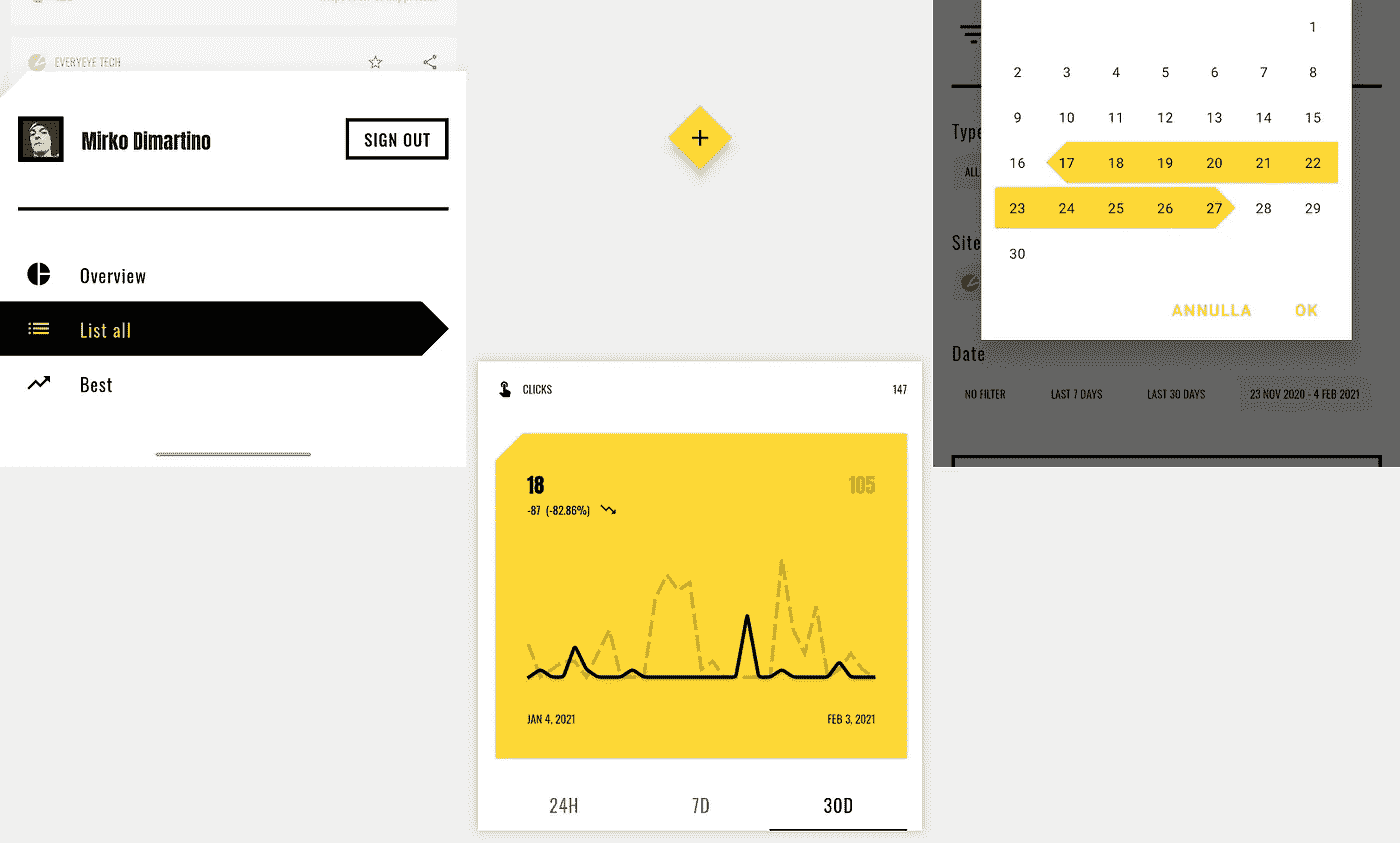 EVERYEYE TECH
Mirko Dimartino
SIGN OUT
Overview
List all
Best
+
CLICKS 147
18 105
-87 (-82.86%)
JAN 4, 2021 FEB 3, 2021
24H 7D 30D
1
2 3 4 5 6 7 8
9 10 11 12 13 14 15
16 17 18 19 20 21 22
23 24 25 26 27 28 29
30
ANNULLA OK
Type
ALL
Site
Date
NO FILTER LAST 7 DAYS LAST 30 DAYS 23 NOV 2020 - 4 FEB 2021